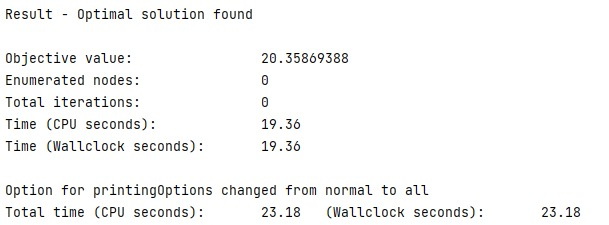 Result - Optimal solution found
Objective value: 20.35869388
Enumerated nodes: 0
Total iterations: 0
Time (CPU seconds): 19.36
Time (Wallclock seconds): 19.36
Option for printingOptions changed from normal to all
Total time (CPU seconds): 23.18 (Wallclock seconds): 23.18